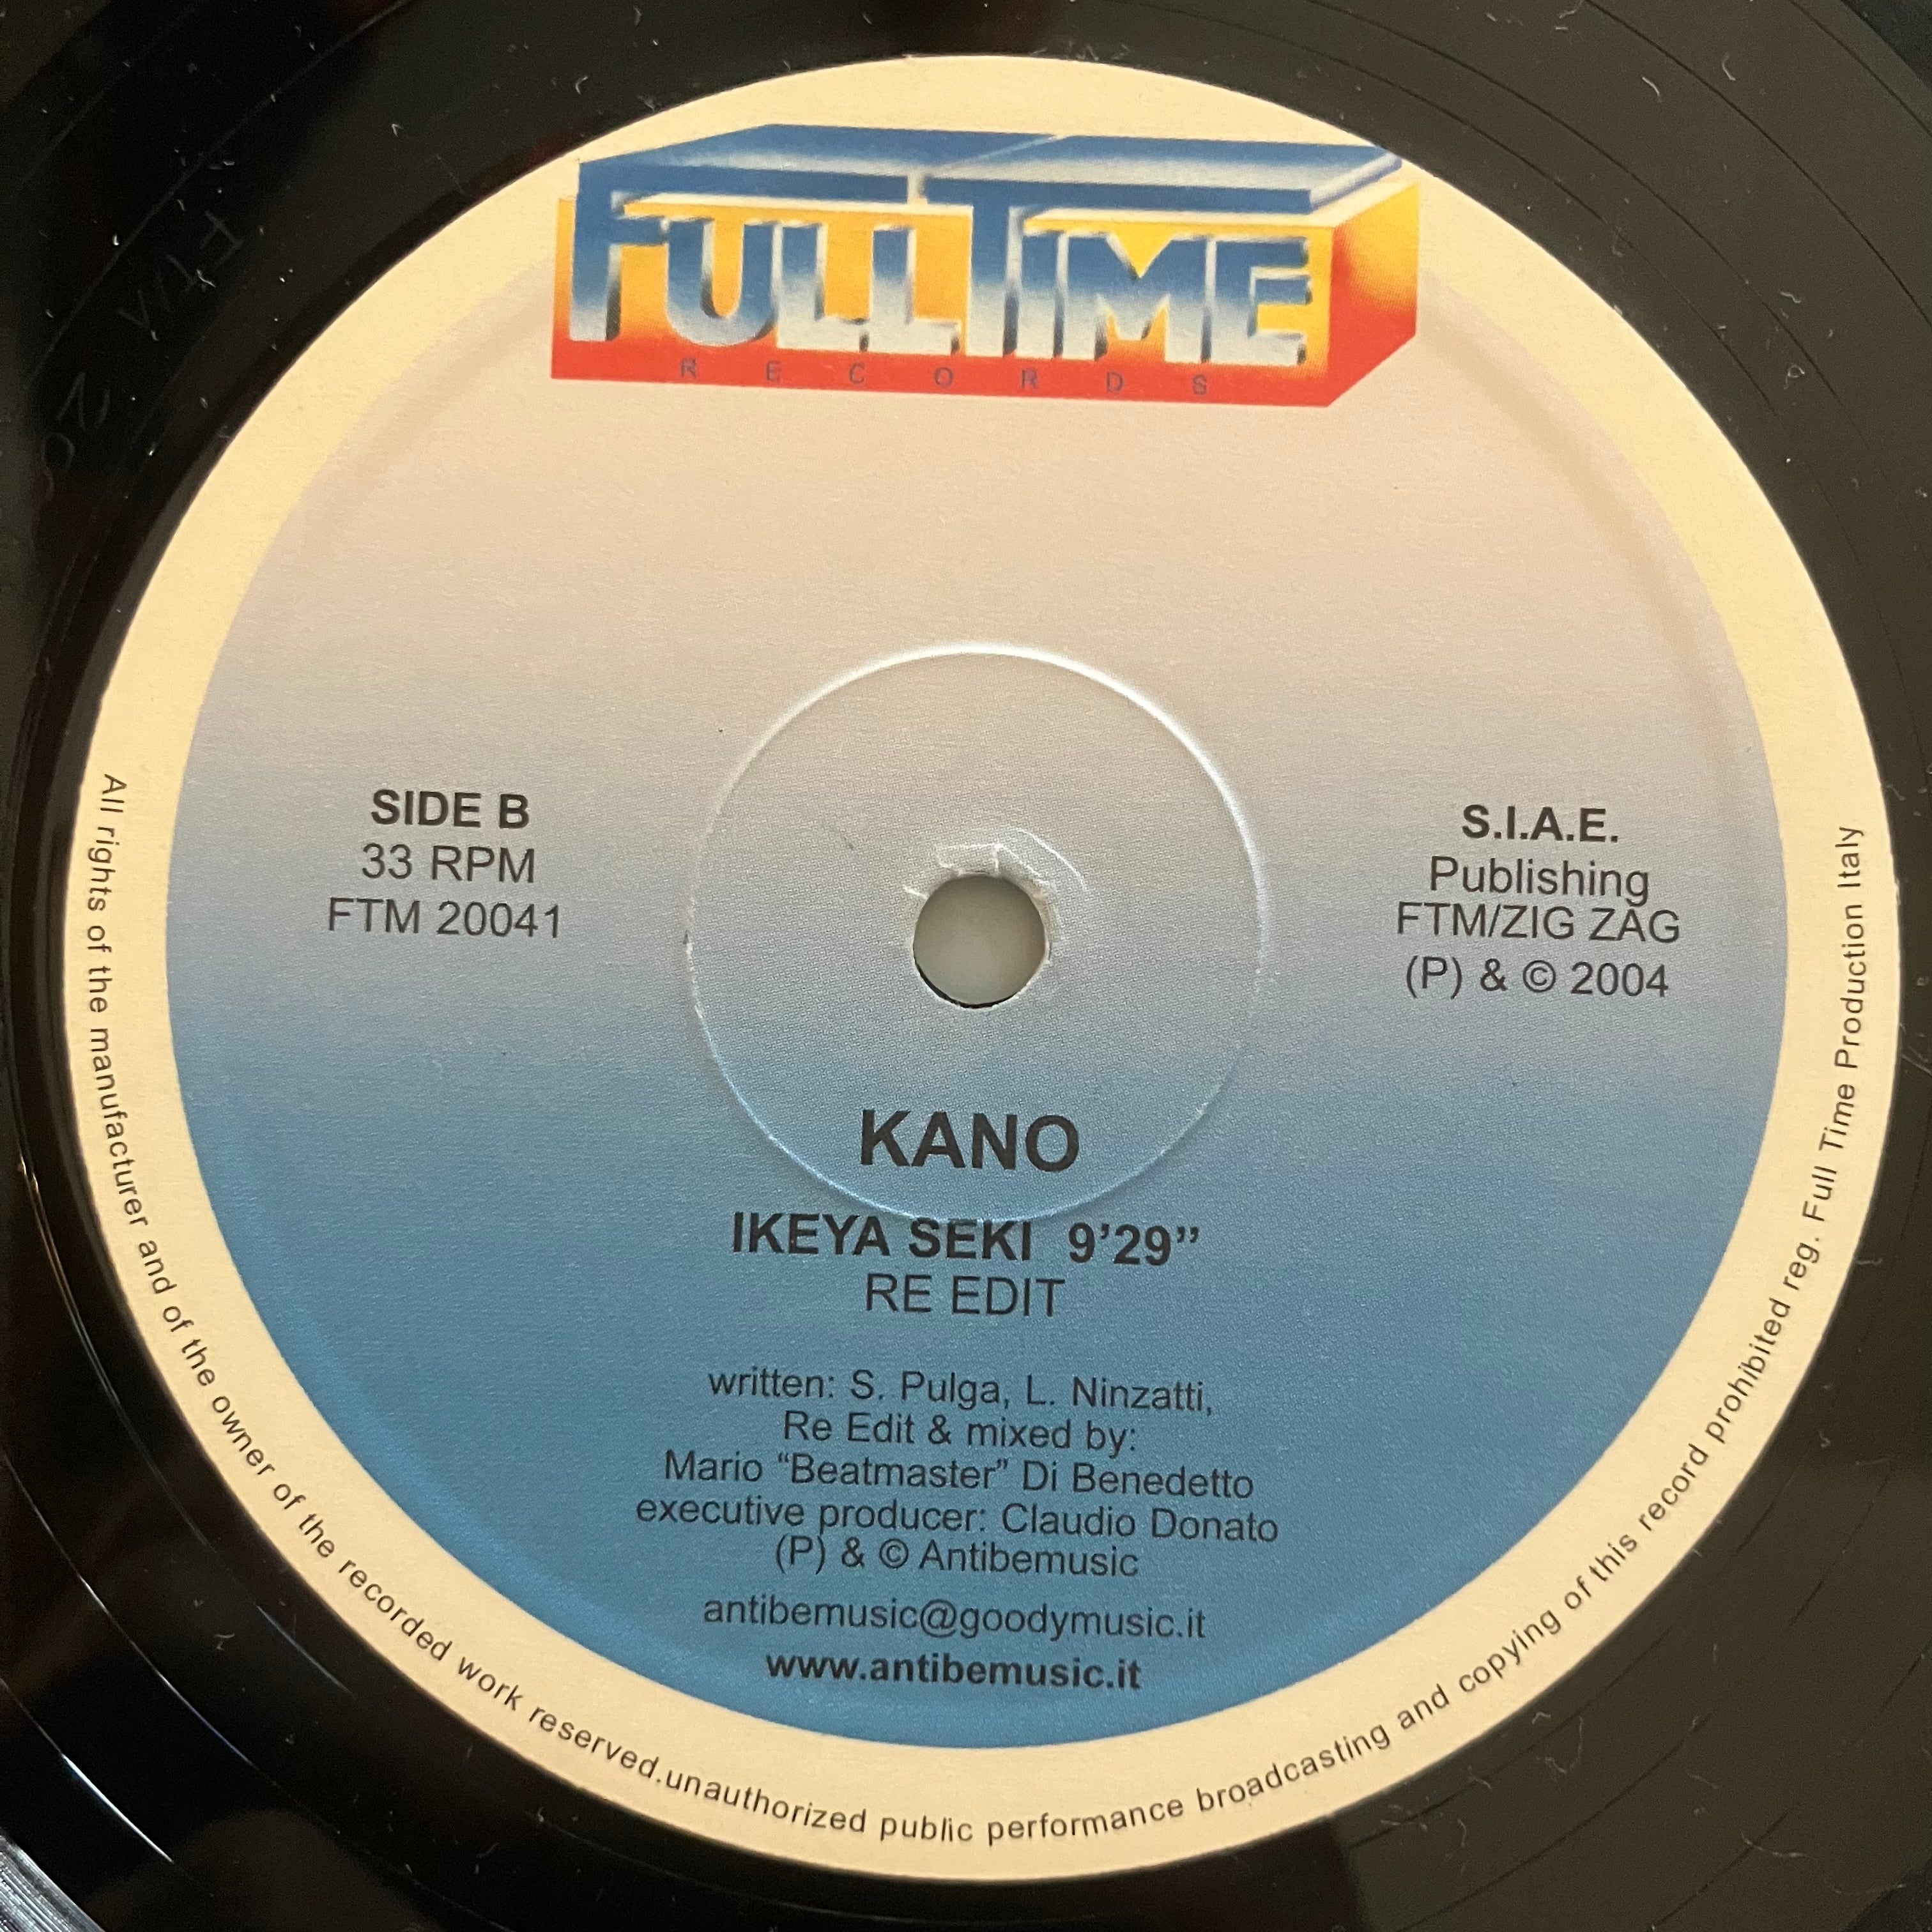 FULLTIME
RECORDS
SIDE B
33 RPM
FTM 20041
S.I.A.E.
Publishing
FTM/ZIG ZAG
(P) & © 2004
KANO
IKEYA SEKI 9’29”
RE EDIT
written: S. Pulga, L. Ninzatti,
Re Edit & mixed by:
Mario “Beatmaster” Di Benedetto
executive producer: Claudio Donato
(P) & © Antibemusic
antibemusic@goodymusic.it
www.antibemusic.it
All rights of the manufacturer and of the owner of the recorded work reserved.unauthorized public performance broadcasting and copying of this record prohibited reg. Full Time Production Italy